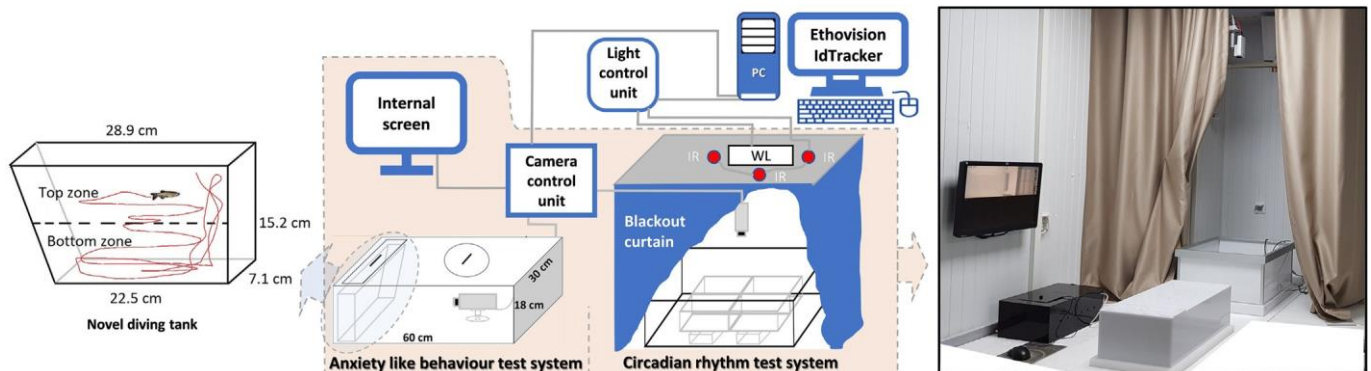 28.9 cm
Top zone
Bottom zone
15.2 cm
7.1 cm
22.5 cm
Novel diving tank
Internal
screen
Camera
control
unit
Light
control
unit
PC
Ethovision
IdTracker
IR
WL
IR
IR
Blackout
curtain
30 cm
18 cm
60 cm
Anxiety like behaviour test system
Circadian rhythm test system